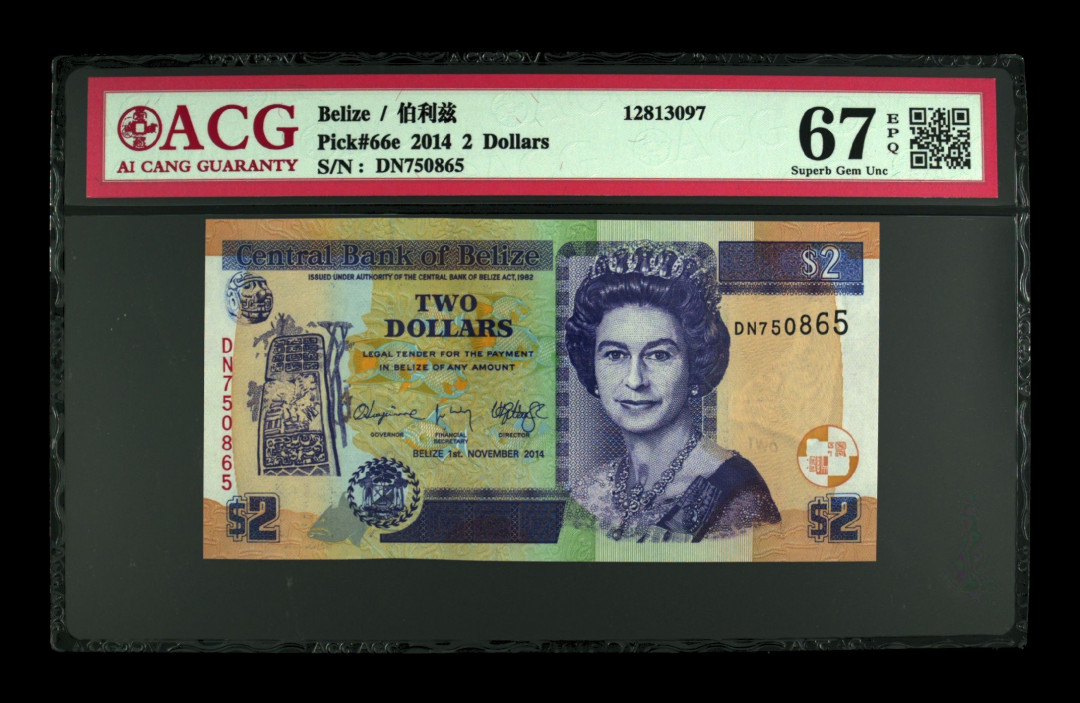 ACG
AI CANG GUARANTY
Belize / 伯利兹
Pick#66e 2014 2 Dollars
S/N: DN750865
12813097
67
EPQ
Superb Gem Unc
Central Bank of Belize
ISSUED UNDER AUTHORITY OF THE CENTRAL BANK OF BELIZE ACT, 1982
$2
TWO
DOLLARS
DN750865
LEGAL TENDER FOR THE PAYMENT
IN BELIZE OF ANY AMOUNT
DN750865
GOVERNOR
FINANCIAL
SECRETARY
DIRECTOR
BELIZE 1st. NOVEMBER 2014
$2
$2
ACG ACG